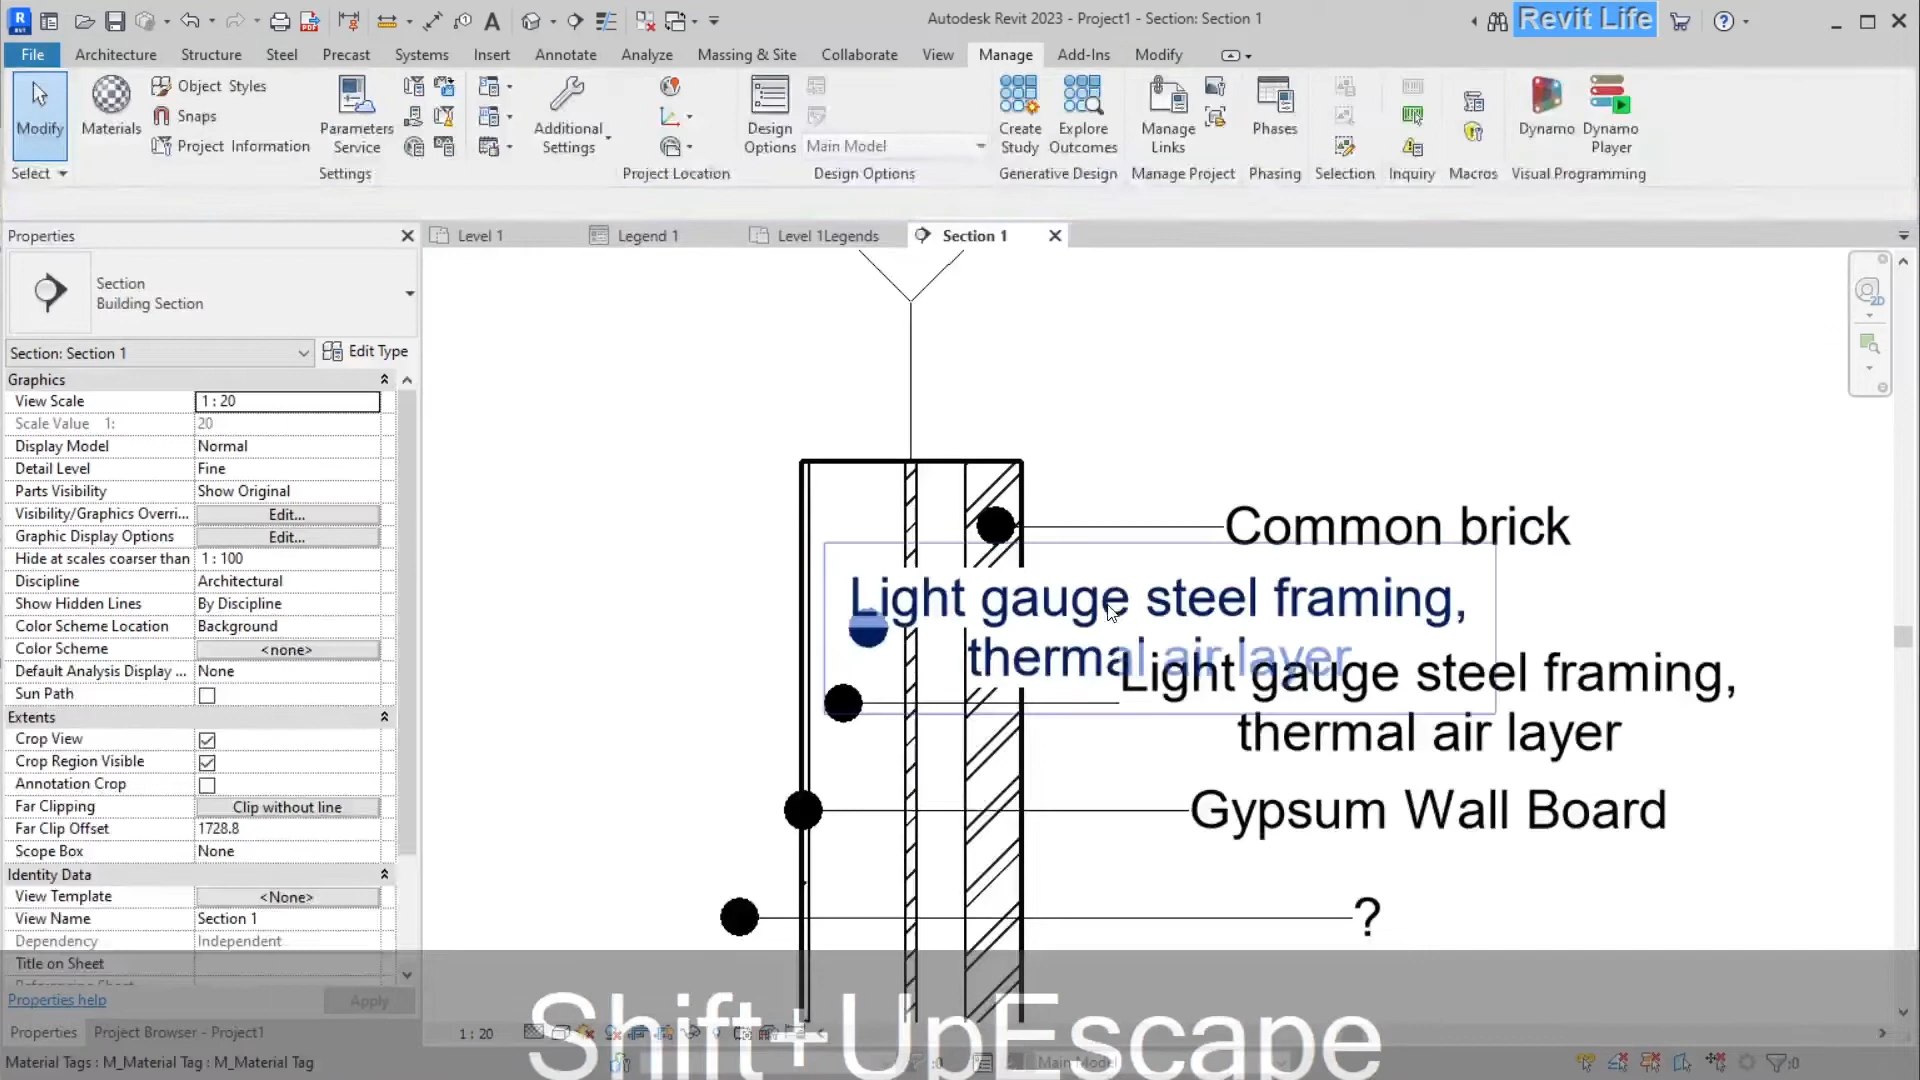 Autodesk Revit 2023 - Project1 - Section: Section 1
Revit Life
File Architecture Structure Steel Precast Systems Insert Annotate Analyze Massing & Site Collaborate View Manage Add-Ins Modify
Modify
Materials
Object Styles
Snaps
Project Information
Parameters Service
Additional Settings
Design Options
Main Model
Create Study
Explore Outcomes
Manage Links
Phases
Dynamo
Dynamo Player
Select Settings Project Location Design Options Generative Design Manage Project Phasing Selection Inquiry Macros Visual Programming
Properties
Level 1 Legend 1 Level 1Legends Section 1
Section
Building Section
Section: Section 1 Edit Type
Graphics
View Scale 1 : 20
Scale Value 1: 20
Display Model Normal
Detail Level Fine
Parts Visibility Show Original
Visibility/Graphics Overri... Edit...
Graphic Display Options Edit...
Hide at scales coarser than 1 : 100
Discipline Architectural
Show Hidden Lines By Discipline
Color Scheme Location Background
Color Scheme <none>
Default Analysis Display ... None
Sun Path
Extents
Crop View
Crop Region Visible
Annotation Crop
Far Clipping Clip without line
Far Clip Offset 1728.8
Scope Box None
Identity Data
View Template <None>
View Name Section 1
Dependency Independent
Title on Sheet
Properties help Apply
Properties Project Browser - Project1
Material Tags : M_Material Tag : M_Material Tag
Common brick
Light gauge steel framing,
thermal air layer
Light gauge steel framing,
thermal air layer
Gypsum Wall Board
?
1 : 20
Shift+UpEscape
:0
Main Model
:0
2D